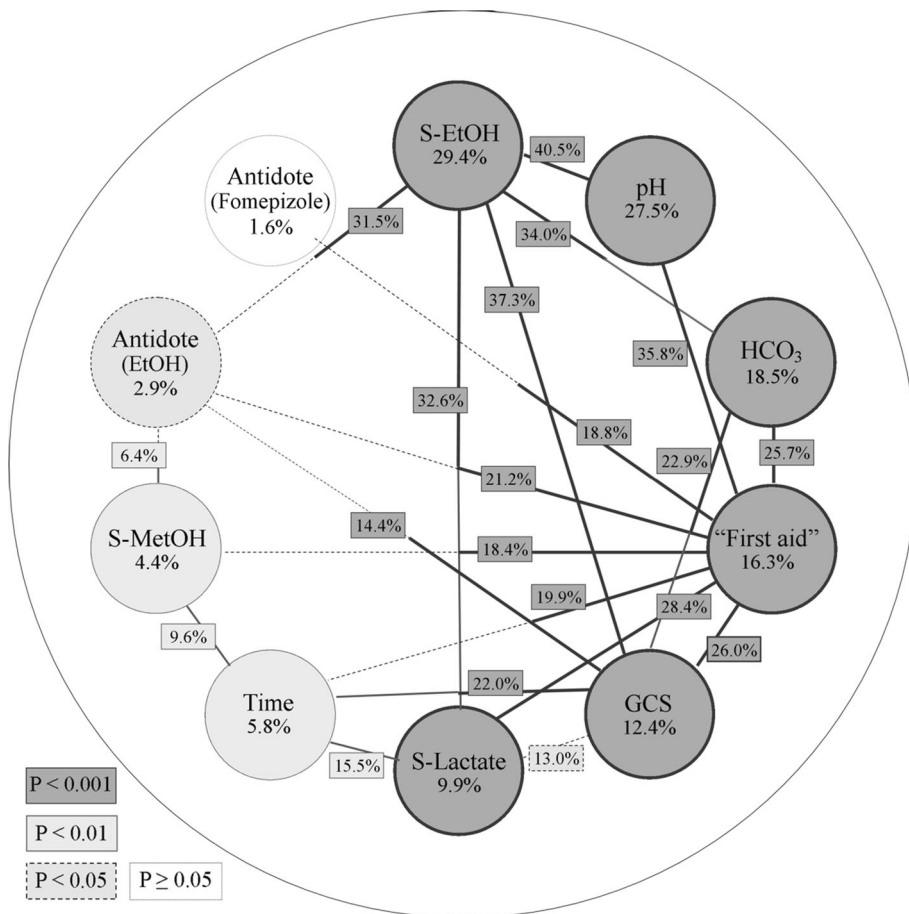 S-EtOH
29.4%
40.5%
pH
27.5%
Antidote
(Fomepizole)
1.6%
31.5%
34.0%
37.3%
Antidote
(EtOH)
2.9%
35.8%
HCO₃
18.5%
32.6%
18.8%
22.9%
25.7%
6.4%
21.2%
14.4%
S-MetOH
4.4%
18.4%
“First aid”
16.3%
19.9%
28.4%
9.6%
26.0%
Time
5.8%
22.0%
GCS
12.4%
15.5%
S-Lactate
9.9%
13.0%
P < 0.001
P < 0.01
P < 0.05
P ≥ 0.05